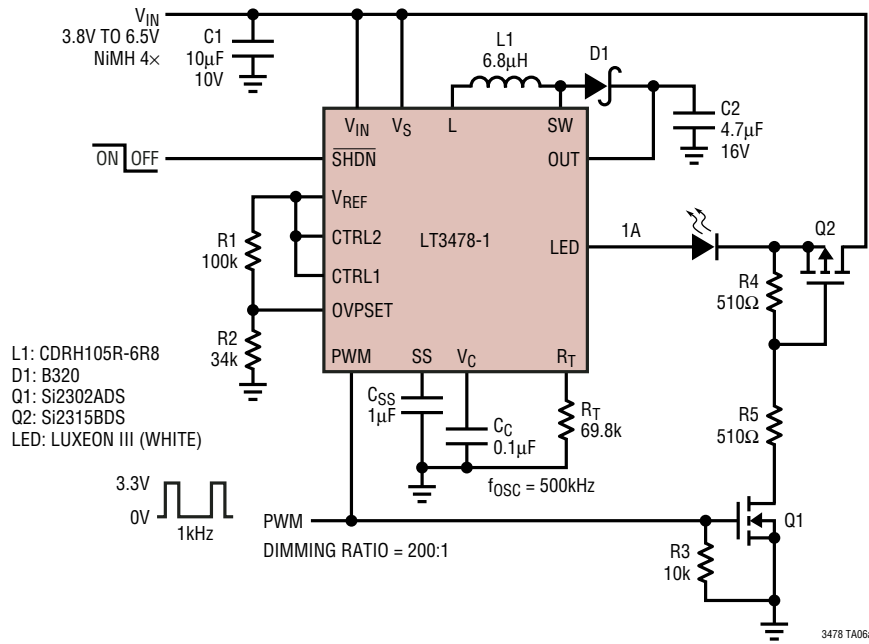 VIN
3.8V TO 6.5V
NiMH 4×
C1
10µF
10V
L1
6.8µH
D1
C2
4.7µF
16V
VIN
VS
L
SW
ON
OFF
SHDN
OUT
VREF
CTRL2
CTRL1
OVPSET
LT3478-1
LED
1A
Q2
R1
100k
R2
34k
R4
510Ω
PWM
SS
VC
RT
L1: CDRH105R-6R8
D1: B320
Q1: Si2302ADS
Q2: Si2315BDS
LED: LUXEON III (WHITE)
CSS
1µF
CC
0.1µF
RT
69.8k
R5
510Ω
fOSC = 500kHz
3.3V
0V
1kHz
PWM
DIMMING RATIO = 200:1
R3
10k
Q1